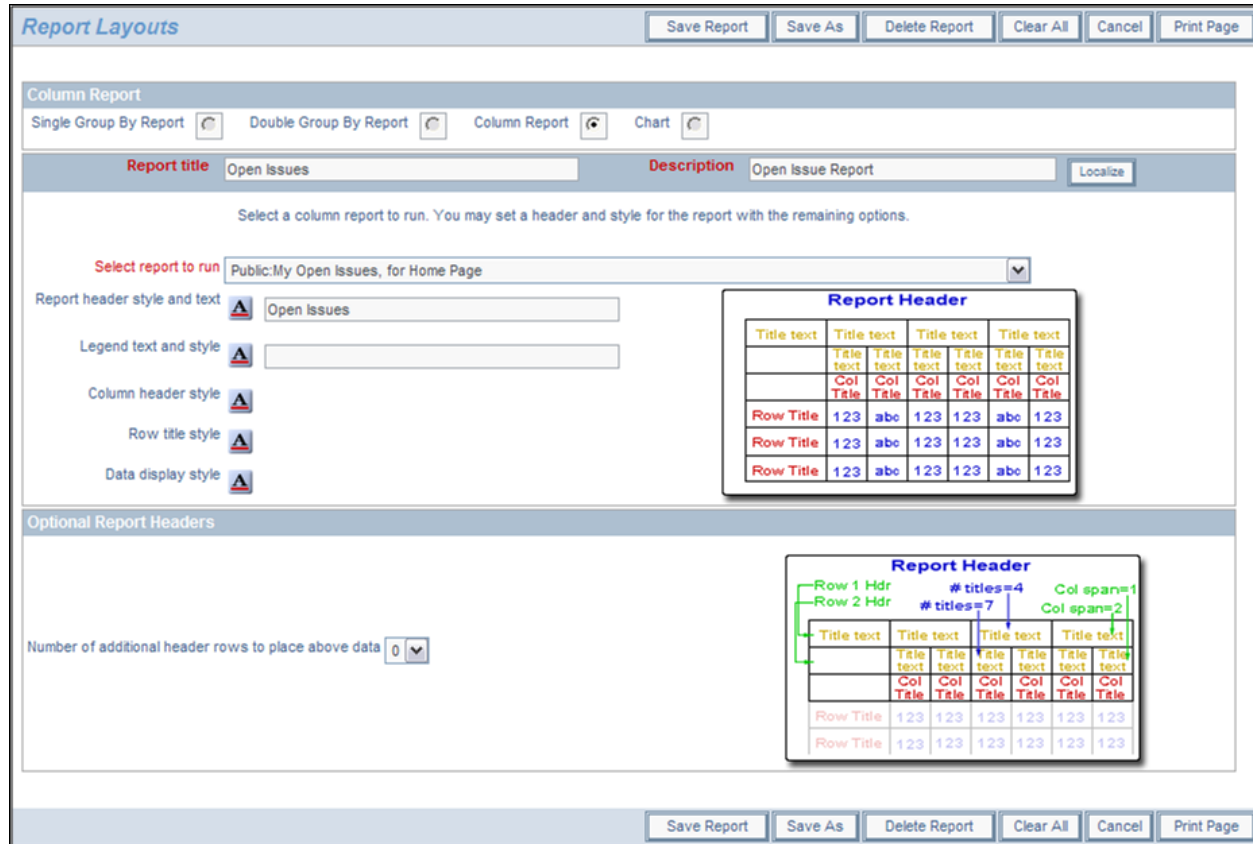 Report Layouts Save Report Save As Delete Report Clear All Cancel Print Page
Column Report
Single Group By Report Double Group By Report Column Report Chart
Report title Open Issues Description Open Issue Report Localize
Select a column report to run. You may set a header and style for the report with the remaining options.
Select report to run Public:My Open Issues, for Home Page
Report header style and text A Open Issues
Legend text and style A
Column header style A
Row title style A
Data display style A
Report Header
Title text Title text Title text Title text
Title text Title text Title text Title text Title text Title text
Col Title Col Title Col Title Col Title Col Title Col Title
Row Title 123 abc 123 123 abc 123
Row Title 123 abc 123 123 abc 123
Row Title 123 abc 123 123 abc 123
Optional Report Headers
Number of additional header rows to place above data 0
Report Header
Row 1 Hdr # titles=4 Col span=1
Row 2 Hdr # titles=7 Col span=2
Title text Title text Title text Title text
Title text Title text Title text Title text Title text Title text
Col Title Col Title Col Title Col Title Col Title Col Title
Row Title 123 123 123 123 123 123
Row Title 123 123 123 123 123 123
Save Report Save As Delete Report Clear All Cancel Print Page